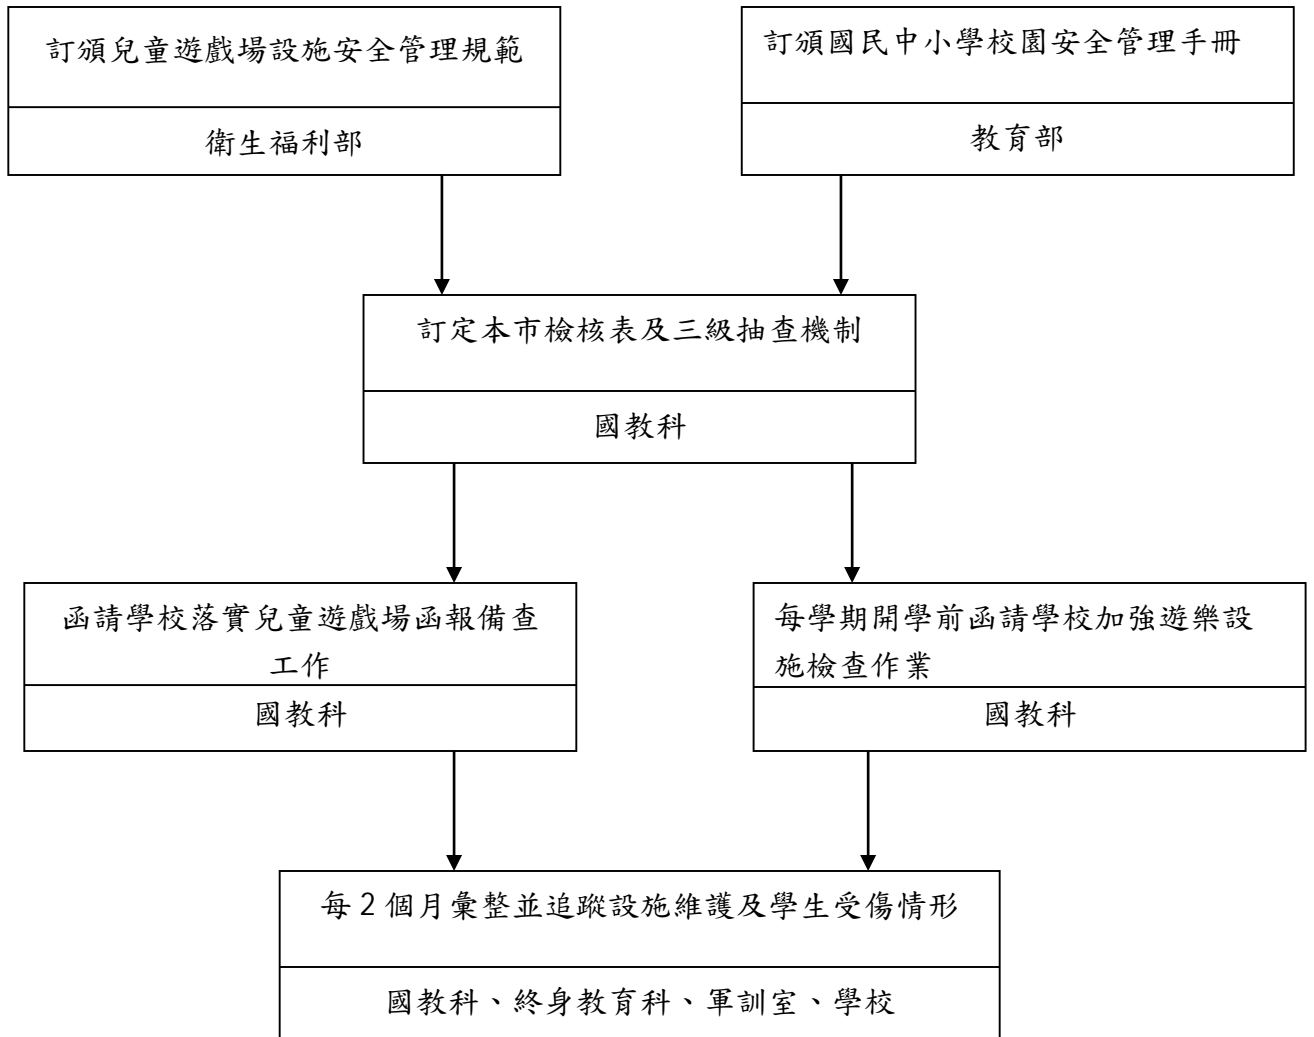 訂頒兒童遊戲場設施安全管理規範
衛生福利部
訂頒國民中小學校園安全管理手冊
教育部
訂定本市檢核表及三級抽查機制
國教科
函請學校落實兒童遊戲場函報備查
工作
國教科
每學期開學前函請學校加強遊樂設
施檢查作業
國教科
每2個月彙整並追蹤設施維護及學生受傷情形
國教科、終身教育科、軍訓室、學校